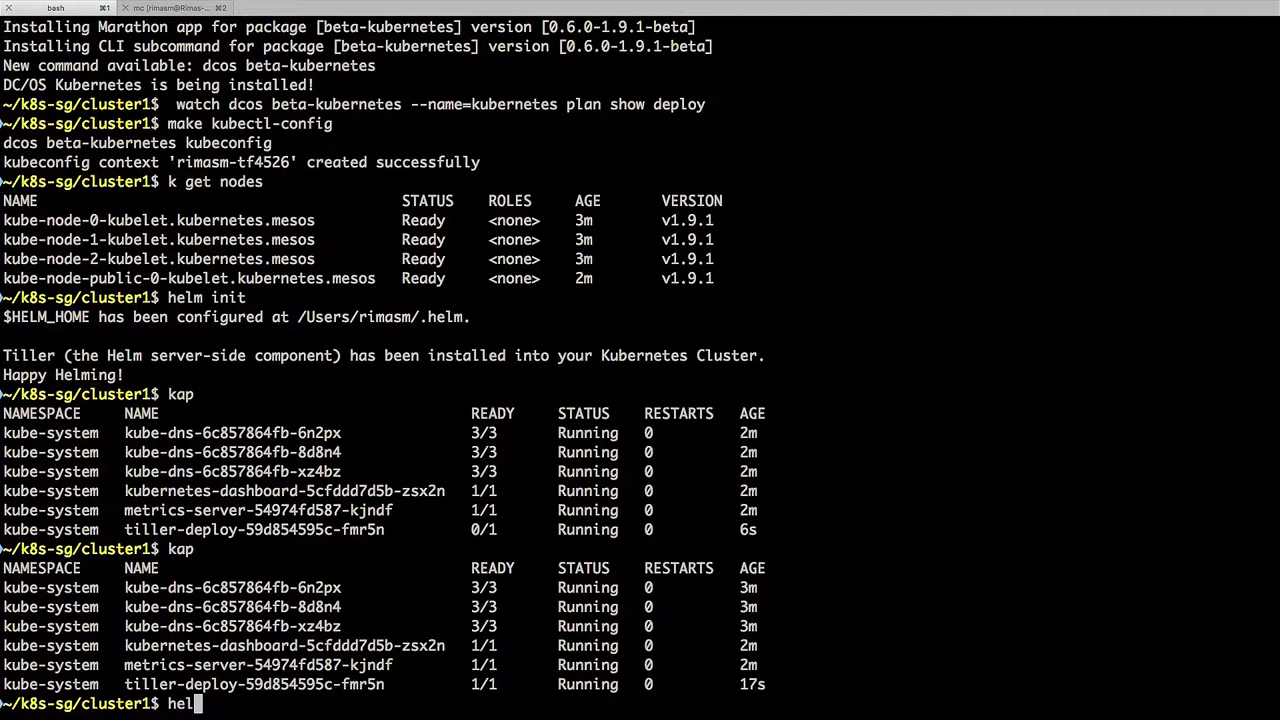 bash ⌘1 mc [rimasm@Rimas-... ⌘2
Installing Marathon app for package [beta-kubernetes] version [0.6.0-1.9.1-beta]
Installing CLI subcommand for package [beta-kubernetes] version [0.6.0-1.9.1-beta]
New command available: dcos beta-kubernetes
DC/OS Kubernetes is being installed!
~/k8s-sg/cluster1$  watch dcos beta-kubernetes --name=kubernetes plan show deploy
~/k8s-sg/cluster1$ make kubectl-config
dcos beta-kubernetes kubeconfig
kubeconfig context 'rimasm-tf4526' created successfully
~/k8s-sg/cluster1$ k get nodes
NAME STATUS ROLES AGE VERSION
kube-node-0-kubelet.kubernetes.mesos Ready <none> 3m v1.9.1
kube-node-1-kubelet.kubernetes.mesos Ready <none> 3m v1.9.1
kube-node-2-kubelet.kubernetes.mesos Ready <none> 3m v1.9.1
kube-node-public-0-kubelet.kubernetes.mesos Ready <none> 2m v1.9.1
~/k8s-sg/cluster1$ helm init
$HELM_HOME has been configured at /Users/rimasm/.helm.
Tiller (the Helm server-side component) has been installed into your Kubernetes Cluster.
Happy Helming!
~/k8s-sg/cluster1$ kap
NAMESPACE NAME READY STATUS RESTARTS AGE
kube-system kube-dns-6c857864fb-6n2px 3/3 Running 0 2m
kube-system kube-dns-6c857864fb-8d8n4 3/3 Running 0 2m
kube-system kube-dns-6c857864fb-xz4bz 3/3 Running 0 2m
kube-system kubernetes-dashboard-5cfddd7d5b-zsx2n 1/1 Running 0 2m
kube-system metrics-server-54974fd587-kjndf 1/1 Running 0 2m
kube-system tiller-deploy-59d854595c-fmr5n 0/1 Running 0 6s
~/k8s-sg/cluster1$ kap
NAMESPACE NAME READY STATUS RESTARTS AGE
kube-system kube-dns-6c857864fb-6n2px 3/3 Running 0 3m
kube-system kube-dns-6c857864fb-8d8n4 3/3 Running 0 3m
kube-system kube-dns-6c857864fb-xz4bz 3/3 Running 0 3m
kube-system kubernetes-dashboard-5cfddd7d5b-zsx2n 1/1 Running 0 2m
kube-system metrics-server-54974fd587-kjndf 1/1 Running 0 2m
kube-system tiller-deploy-59d854595c-fmr5n 1/1 Running 0 17s
~/k8s-sg/cluster1$ hel